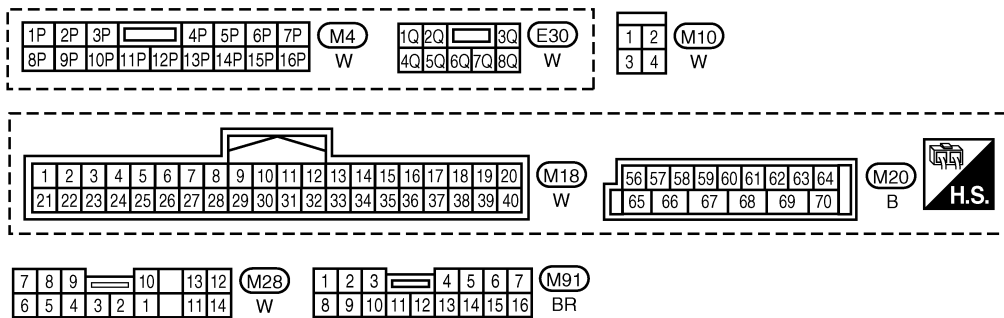 1P 2P 3P 4P 5P 6P 7P M4
8P 9P 10P 11P 12P 13P 14P 15P 16P W
1Q 2Q 3Q E30
4Q 5Q 6Q 7Q 8Q W
1 2 M10
3 4 W
1 2 3 4 5 6 7 8 9 10 11 12 13 14 15 16 17 18 19 20 M18
21 22 23 24 25 26 27 28 29 30 31 32 33 34 35 36 37 38 39 40 W
56 57 58 59 60 61 62 63 64 M20
65 66 67 68 69 70 B
H.S.
7 8 9 10 13 12 M28
6 5 4 3 2 1 11 14 W
1 2 3 4 5 6 7 M91
8 9 10 11 12 13 14 15 16 BR